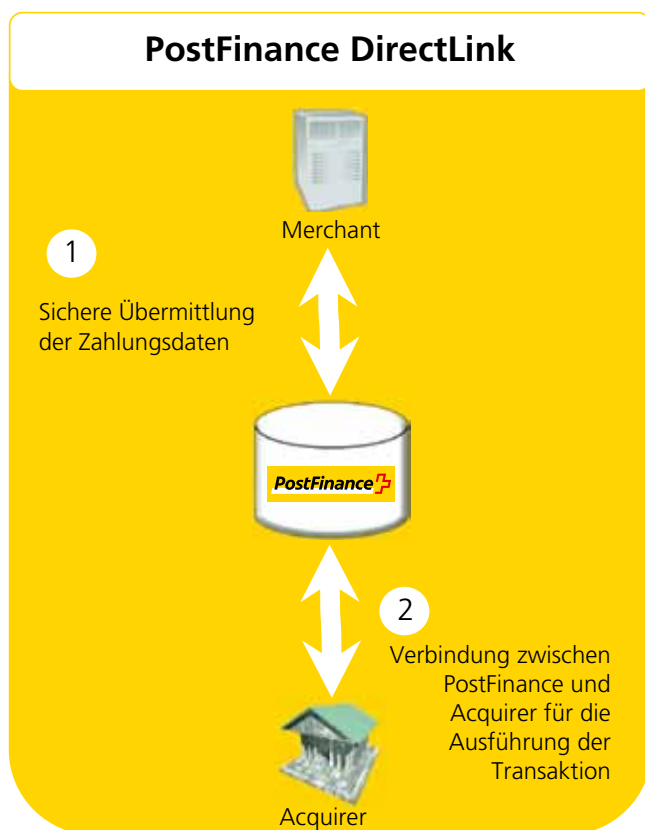 PostFinance DirectLink
Merchant
1
Sichere Übermittlung
der Zahlungsdaten
PostFinance
2
Verbindung zwischen
PostFinance und
Acquirer für die
Ausführung der
Transaktion
Acquirer